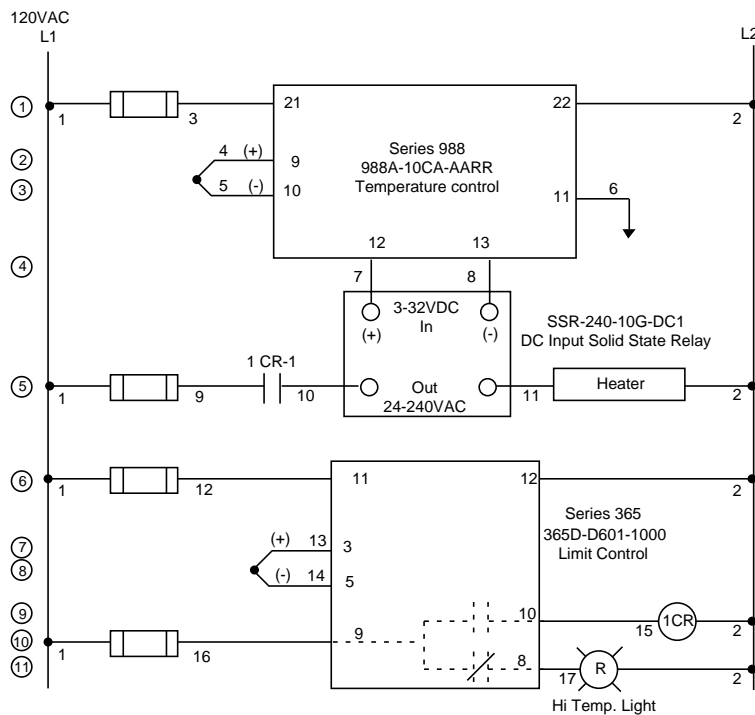 120VAC
L1
L2
1
1
3
21
22
2
Series 988
988A-10CA-AARR
Temperature control
2
4 (+)
9
3
5 (-)
10
11
6
12
13
4
7
8
3-32VDC
In
(+)
(-)
SSR-240-10G-DC1
DC Input Solid State Relay
1 CR-1
5
1
9
10
Out
24-240VAC
11
Heater
2
6
1
12
11
12
2
Series 365
365D-D601-1000
Limit Control
7
(+) 13
3
8
(-) 14
5
9
10
15
1CR
2
10
1
16
9
11
8
17
R
2
Hi Temp. Light